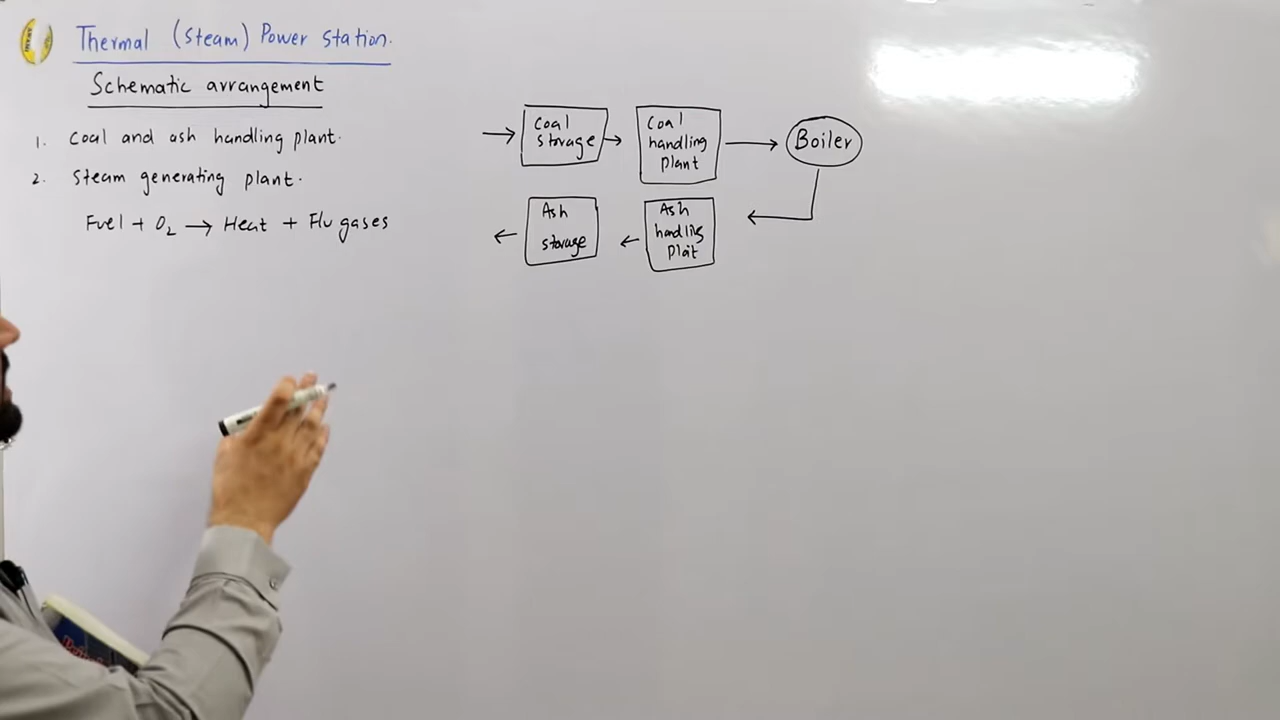 Thermal (Steam) Power Station.
Schematic arrangement
1. Coal and ash handling plant.
2. Steam generating plant.
Fuel + O₂ → Heat + Flu gases
→ Coal storage → Coal handling plant → Boiler
← Ash storage ← Ash handling plat ←